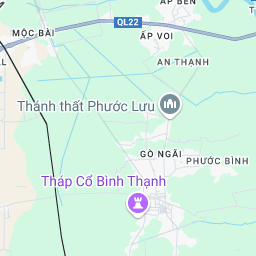 ẤP BẾN
QL22
MỘC BÀI
ẤP VOI
AN THẠNH
Thánh thất Phước Lưu
GÒ NGÃI
PHƯỚC BÌNH
Tháp Cổ Bình Thạnh